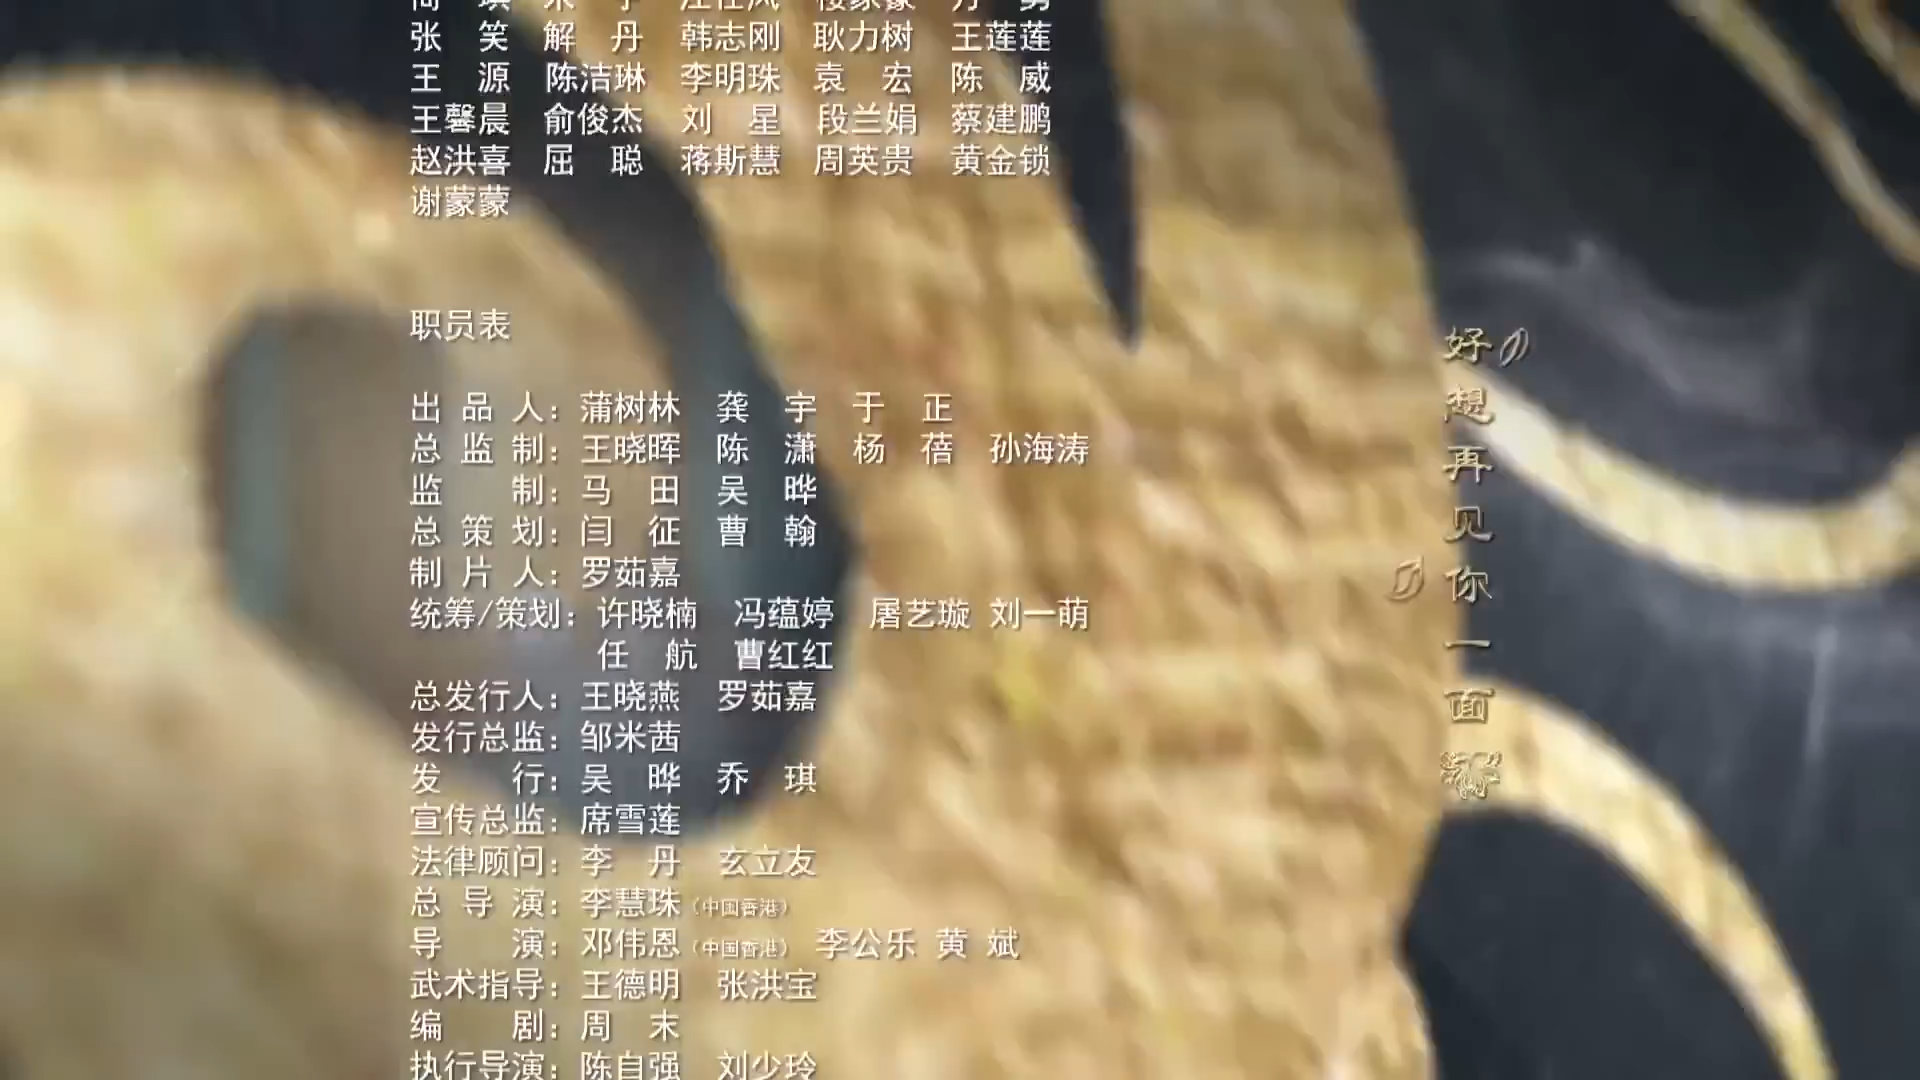 张 笑 解 丹 韩志刚 耿力树 王莲莲
王 源 陈洁琳 李明珠 袁 宏 陈 威
王馨晨 俞俊杰 刘 星 段兰娟 蔡建鹏
赵洪喜 屈 聪 蒋斯慧 周英贵 黄金锁
谢蒙蒙
职员表
出 品 人：蒲树林 龚 宇 于 正
总 监 制：王晓晖 陈 潇 杨 蓓 孙海涛
监 制：马 田 吴 晔
总 策 划：闫 征 曹 翰
制 片 人：罗茹嘉
统筹/策划：许晓楠 冯蕴婷 屠艺璇 刘一萌
任 航 曹红红
总发行人：王晓燕 罗茹嘉
发行总监：邹米茜
发 行：吴 晔 乔 琪
宣传总监：席雪莲
法律顾问：李 丹 玄立友
总 导 演：李慧珠（中国香港）
导 演：邓伟恩（中国香港） 李公乐 黄 斌
武术指导：王德明 张洪宝
编 剧：周 末
执行导演：陈自强 刘少玲
好想再见你一面